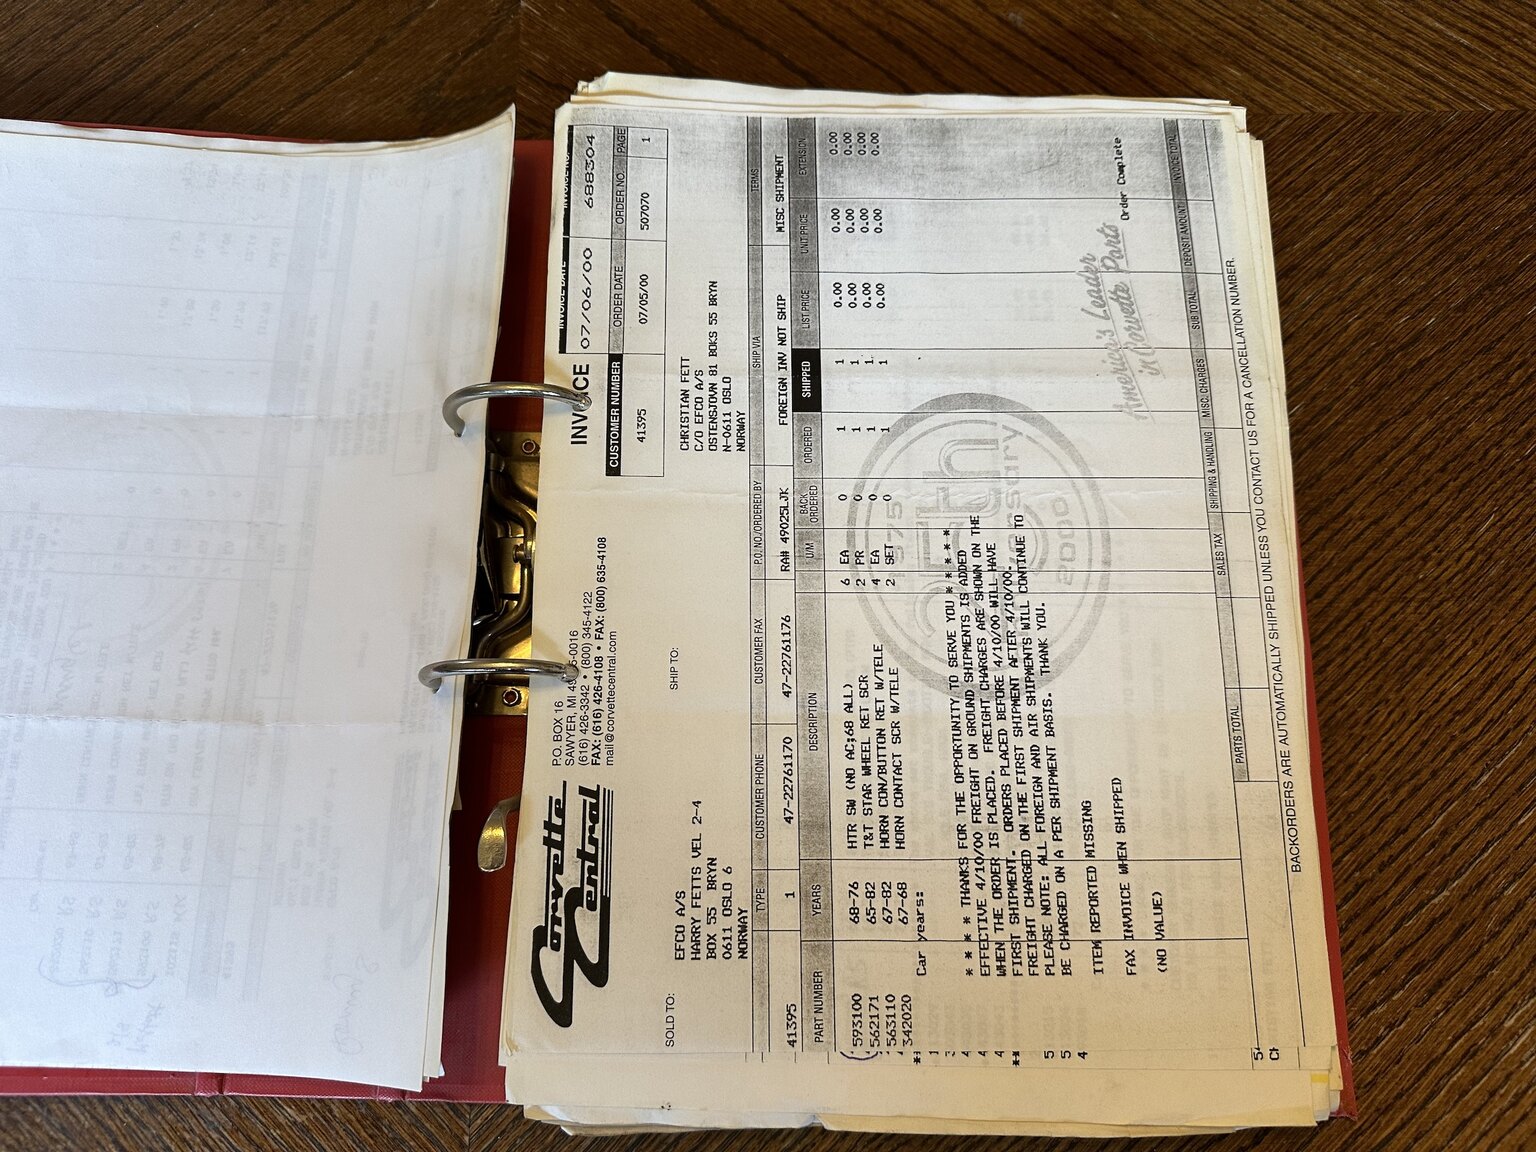 Corvette Central
P.O. BOX 16
SAWYER, MI
(616) 426-3342 • (800) 345-4122
FAX: (616) 426-4108 • FAX: (800) 635-4108
mail@corvettecentral.com
INVOICE
INVOICE DATE INVOICE NO.
07/06/00 688304
CUSTOMER NUMBER ORDER DATE ORDER NO. PAGE
41395 07/05/00 507070 1
SOLD TO:
EFCO A/S
HARRY FETTS VEL 2-4
BOX 55 BRYN
0611 OSLO 6
NORWAY
SHIP TO:
CHRISTIAN FETT
C/O EFCO A/S
OSTENSJOVN 81 BOKS 55 BRYN
N-0611 OSLO
NORWAY
TYPE CUSTOMER PHONE CUSTOMER FAX P.O. NO./ORDERED BY SHIP VIA TERMS
41395 1 47-22761170 47-22761176 RA# 49025LJK FOREIGN INV NOT SHIP MISC SHIPMENT
PART NUMBER YEARS DESCRIPTION U/M BACK ORDERED ORDERED SHIPPED LIST PRICE UNIT PRICE EXTENSION
593100 68-76 HTR SW (NO AC;68 ALL) 6 EA 0 1 1 0.00 0.00 0.00
562171 65-82 T&T STAR WHEEL RET SCR 2 PR 0 1 1 0.00 0.00 0.00
563110 67-82 HORN CON/BUTTON RET W/TELE 4 EA 0 1 1 0.00 0.00 0.00
342020 67-68 HORN CONTACT SCR W/TELE 2 SET 0 1 1 0.00 0.00 0.00
Car years:
* * * * THANKS FOR THE OPPORTUNITY TO SERVE YOU * * * * *
EFFECTIVE 4/10/00 FREIGHT ON GROUND SHIPMENTS IS ADDED
WHEN THE ORDER IS PLACED. FREIGHT CHARGES ARE SHOWN ON THE
FIRST SHIPMENT. ORDERS PLACED BEFORE 4/10/00 WILL HAVE
FREIGHT CHARGED ON THE FIRST SHIPMENT AFTER 4/10/00.
PLEASE NOTE: ALL FOREIGN AND AIR SHIPMENTS WILL CONTINUE TO
BE CHARGED ON A PER SHIPMENT BASIS. THANK YOU.
ITEM REPORTED MISSING
FAX INVOICE WHEN SHIPPED
(NO VALUE)
1975
25th
Anniversary
2000
America's Leader
in Corvette Parts
Order Complete
PARTS TOTAL SALES TAX SHIPPING & HANDLING MISC. CHARGES SUB TOTAL DEPOSIT AMOUNT INVOICE TOTAL
BACKORDERS ARE AUTOMATICALLY SHIPPED UNLESS YOU CONTACT US FOR A CANCELLATION NUMBER.